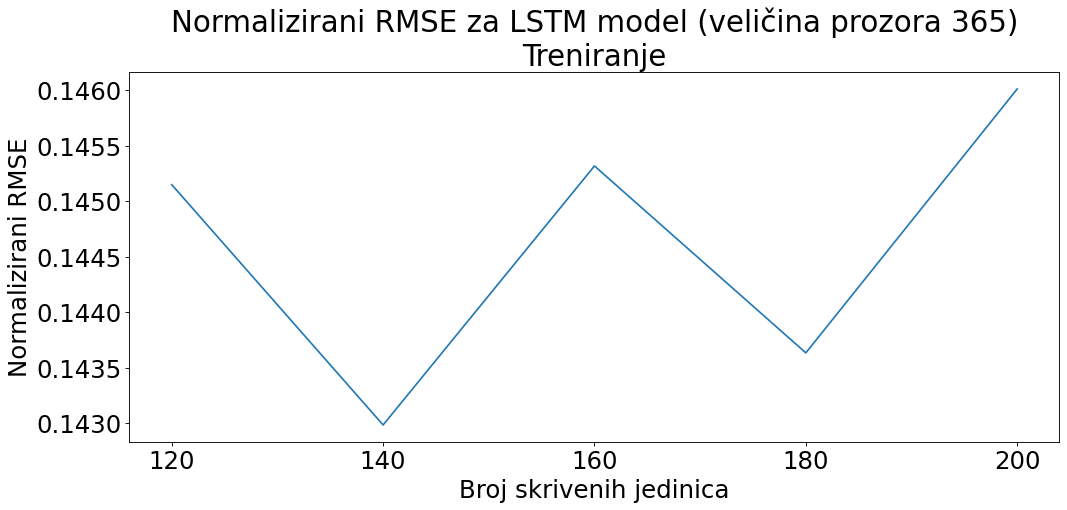 Normalizirani RMSE za LSTM model (veličina prozora 365)
Treniranje
Normalizirani RMSE
0.1460
0.1455
0.1450
0.1445
0.1440
0.1435
0.1430
120 140 160 180 200
Broj skrivenih jedinica